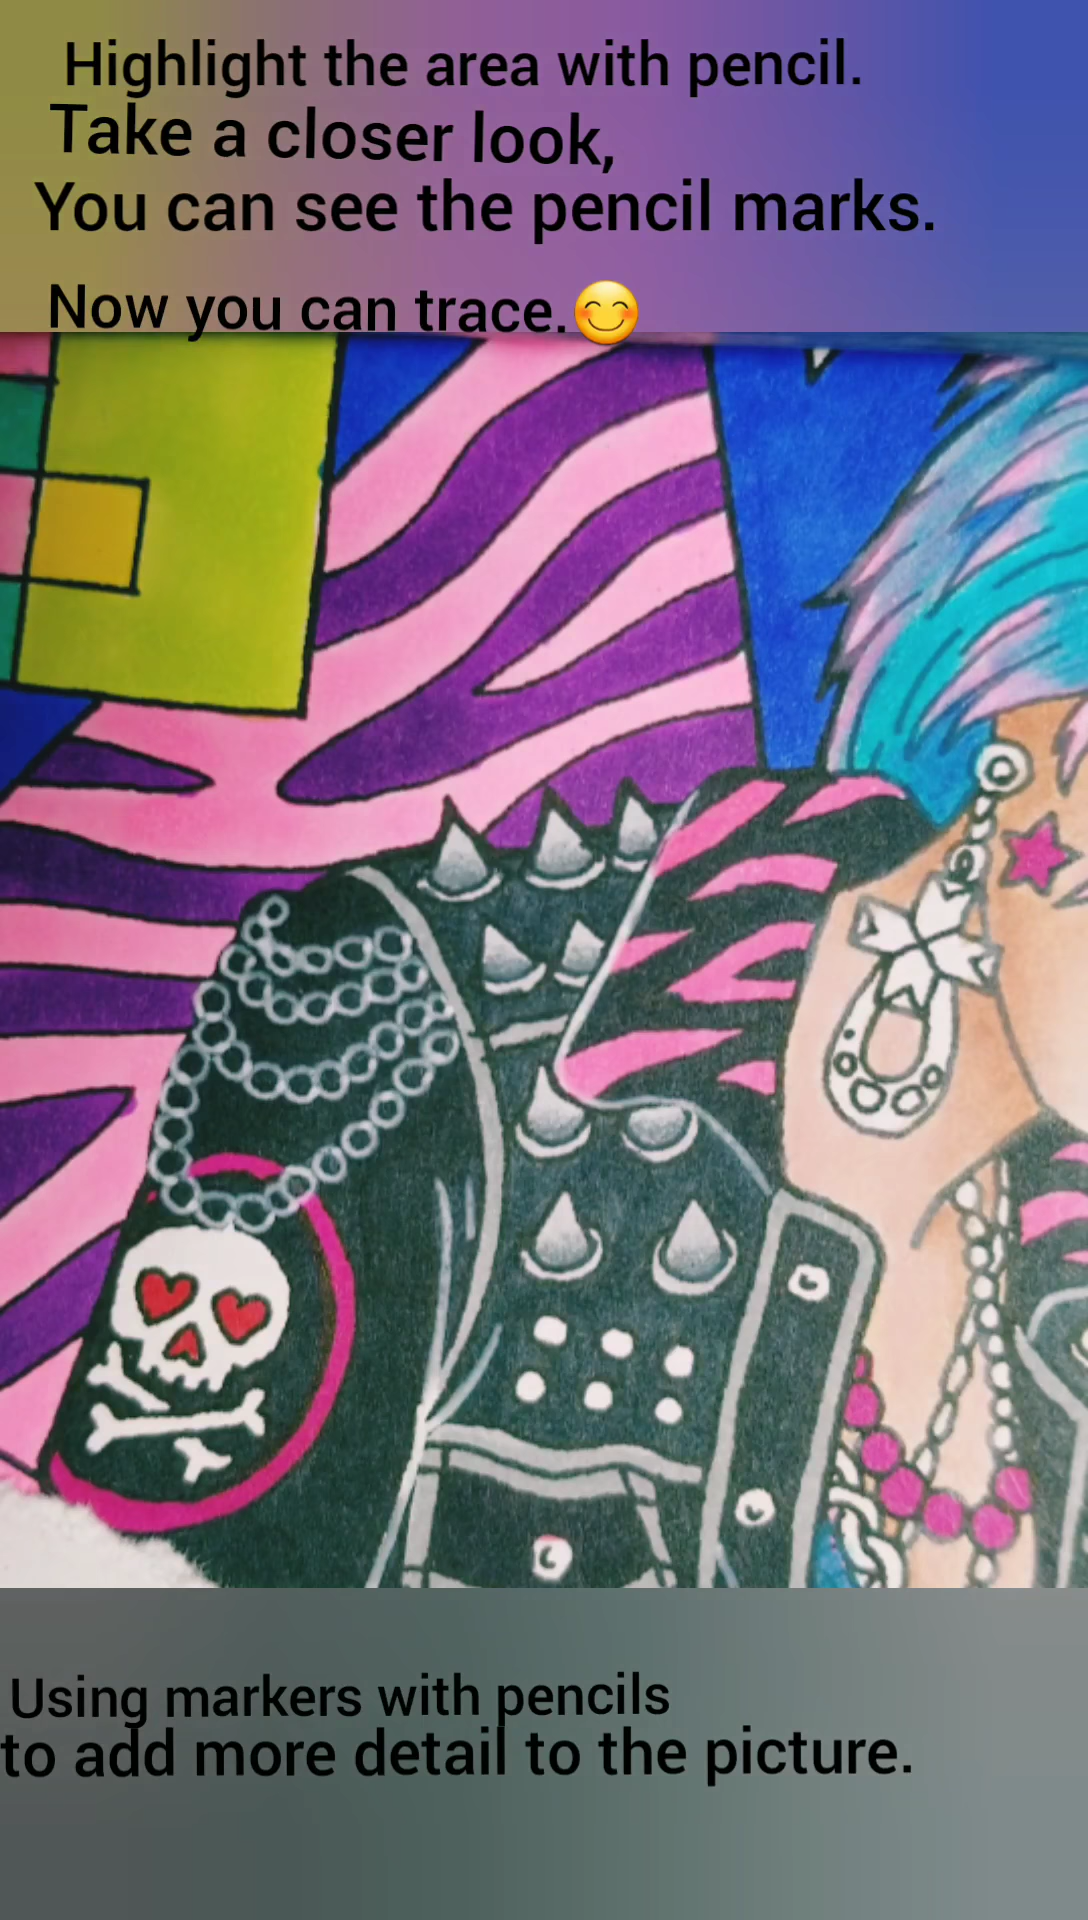 Highlight the area with pencil.
Take a closer look,
You can see the pencil marks.
Now you can trace.😊
Using markers with pencils
to add more detail to the picture.